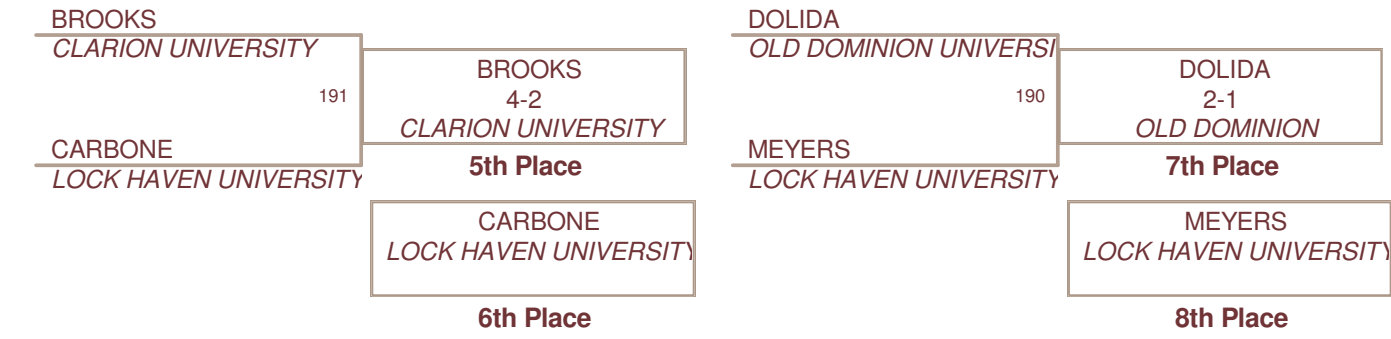 BROOKS
CLARION UNIVERSITY
191
CARBONE
LOCK HAVEN UNIVERSITY
BROOKS
4-2
CLARION UNIVERSITY
5th Place
CARBONE
LOCK HAVEN UNIVERSITY
6th Place
DOLIDA
OLD DOMINION UNIVERSI
190
MEYERS
LOCK HAVEN UNIVERSITY
DOLIDA
2-1
OLD DOMINION
7th Place
MEYERS
LOCK HAVEN UNIVERSITY
8th Place